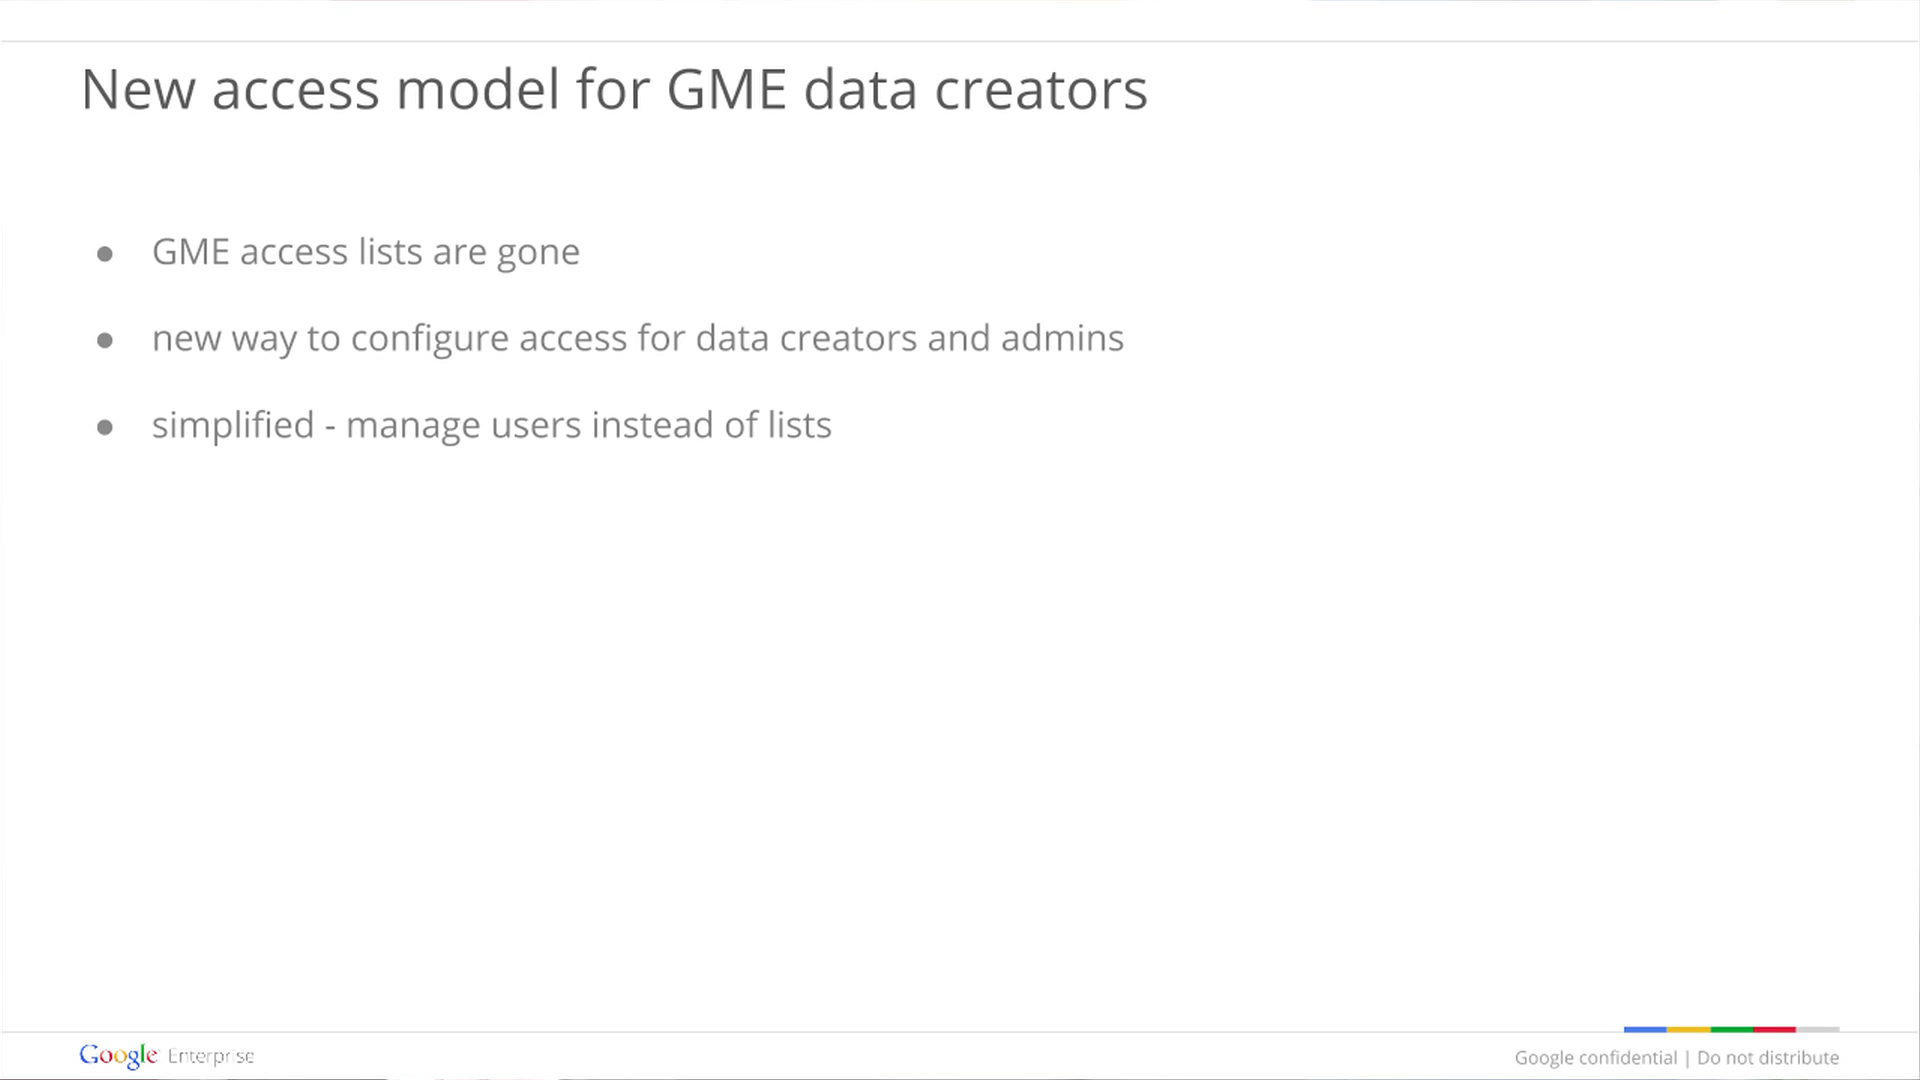 New access model for GME data creators
● GME access lists are gone
● new way to configure access for data creators and admins
● simplified - manage users instead of lists
Google Enterprise
Google confidential | Do not distribute